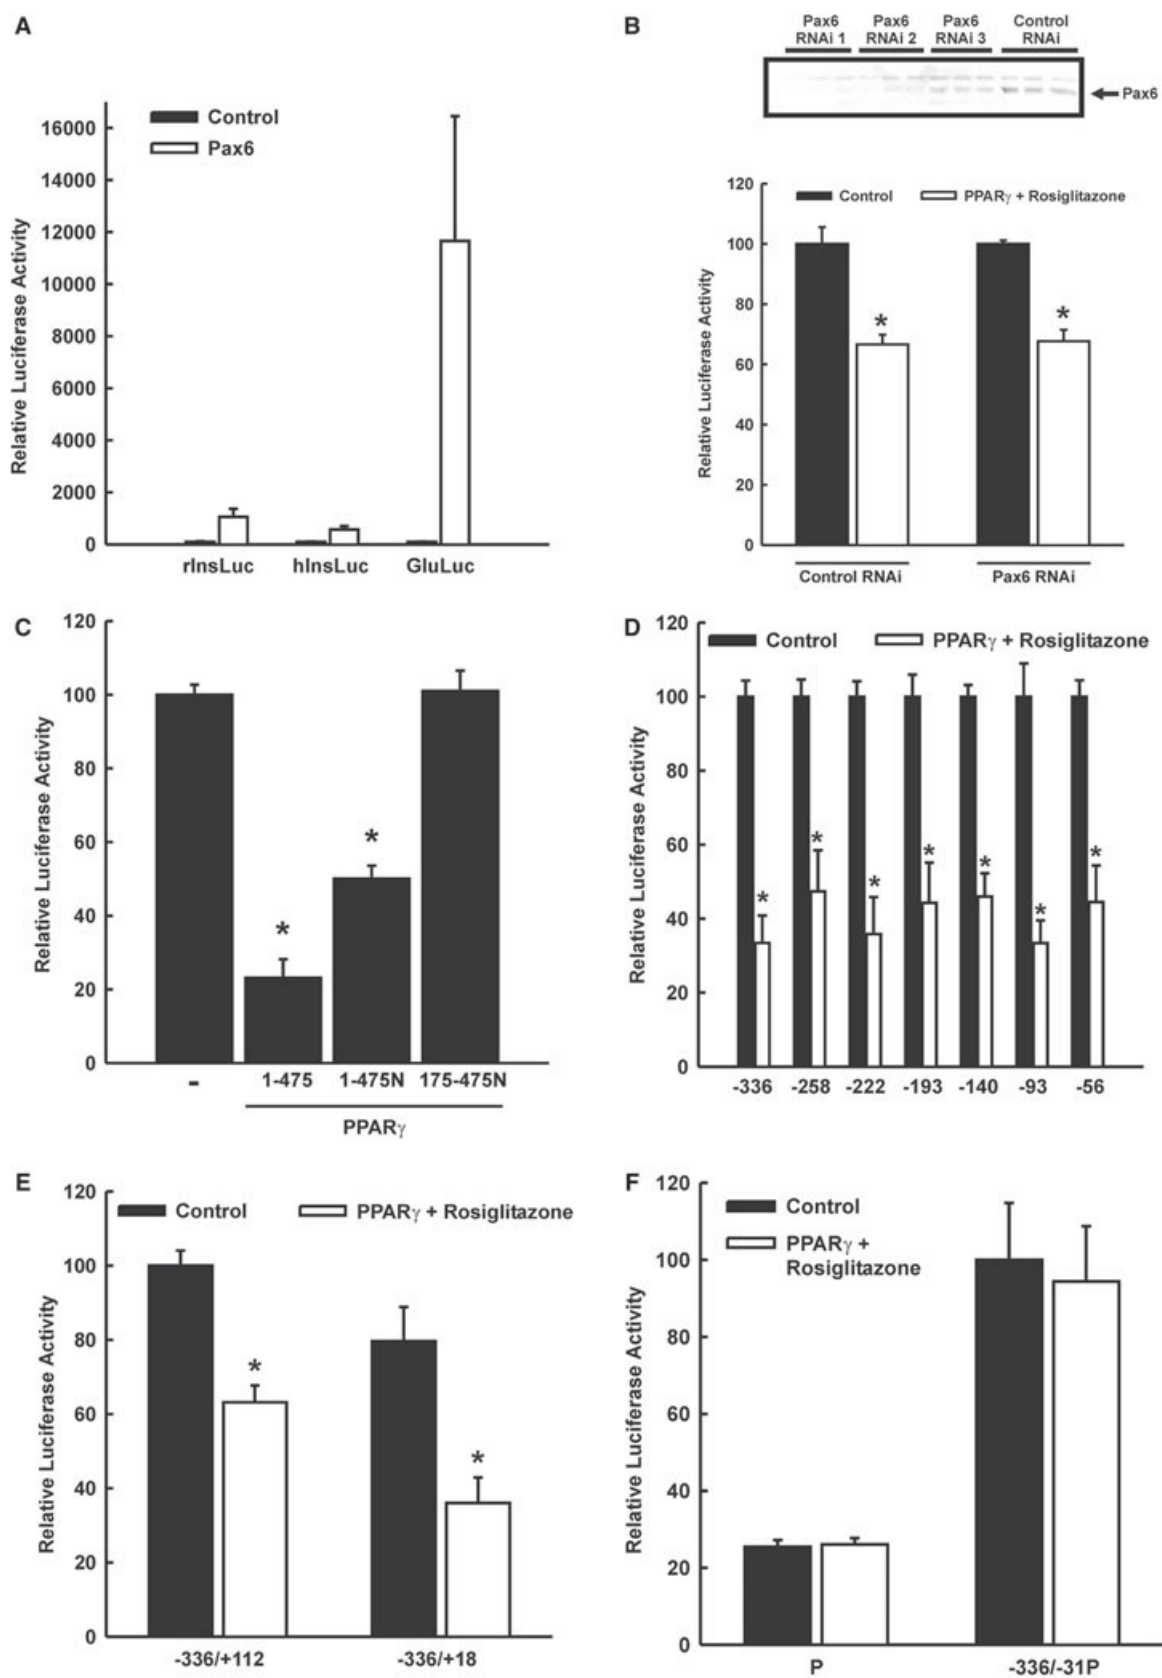 A
Control
Pax6
Relative Luciferase Activity
16000
14000
12000
10000
8000
6000
4000
2000
0
rInsLuc hInsLuc GluLuc
B
Pax6 Pax6 Pax6 Control
RNAi 1 RNAi 2 RNAi 3 RNAi
Pax6
Control PPARγ + Rosiglitazone
Relative Luciferase Activity
120
100
80
60
40
20
0
* *
Control RNAi Pax6 RNAi
C
Relative Luciferase Activity
120
100
80
60
40
20
0
* *
- 1-475 1-475N 175-475N
PPARγ
D
Control PPARγ + Rosiglitazone
Relative Luciferase Activity
120
100
80
60
40
20
0
* * * * * * *
-336 -258 -222 -193 -140 -93 -56
E
Control PPARγ + Rosiglitazone
Relative Luciferase Activity
120
100
80
60
40
20
0
* *
-336/+112 -336/+18
F
Control
PPARγ +
Rosiglitazone
Relative Luciferase Activity
120
100
80
60
40
20
0
P -336/-31P